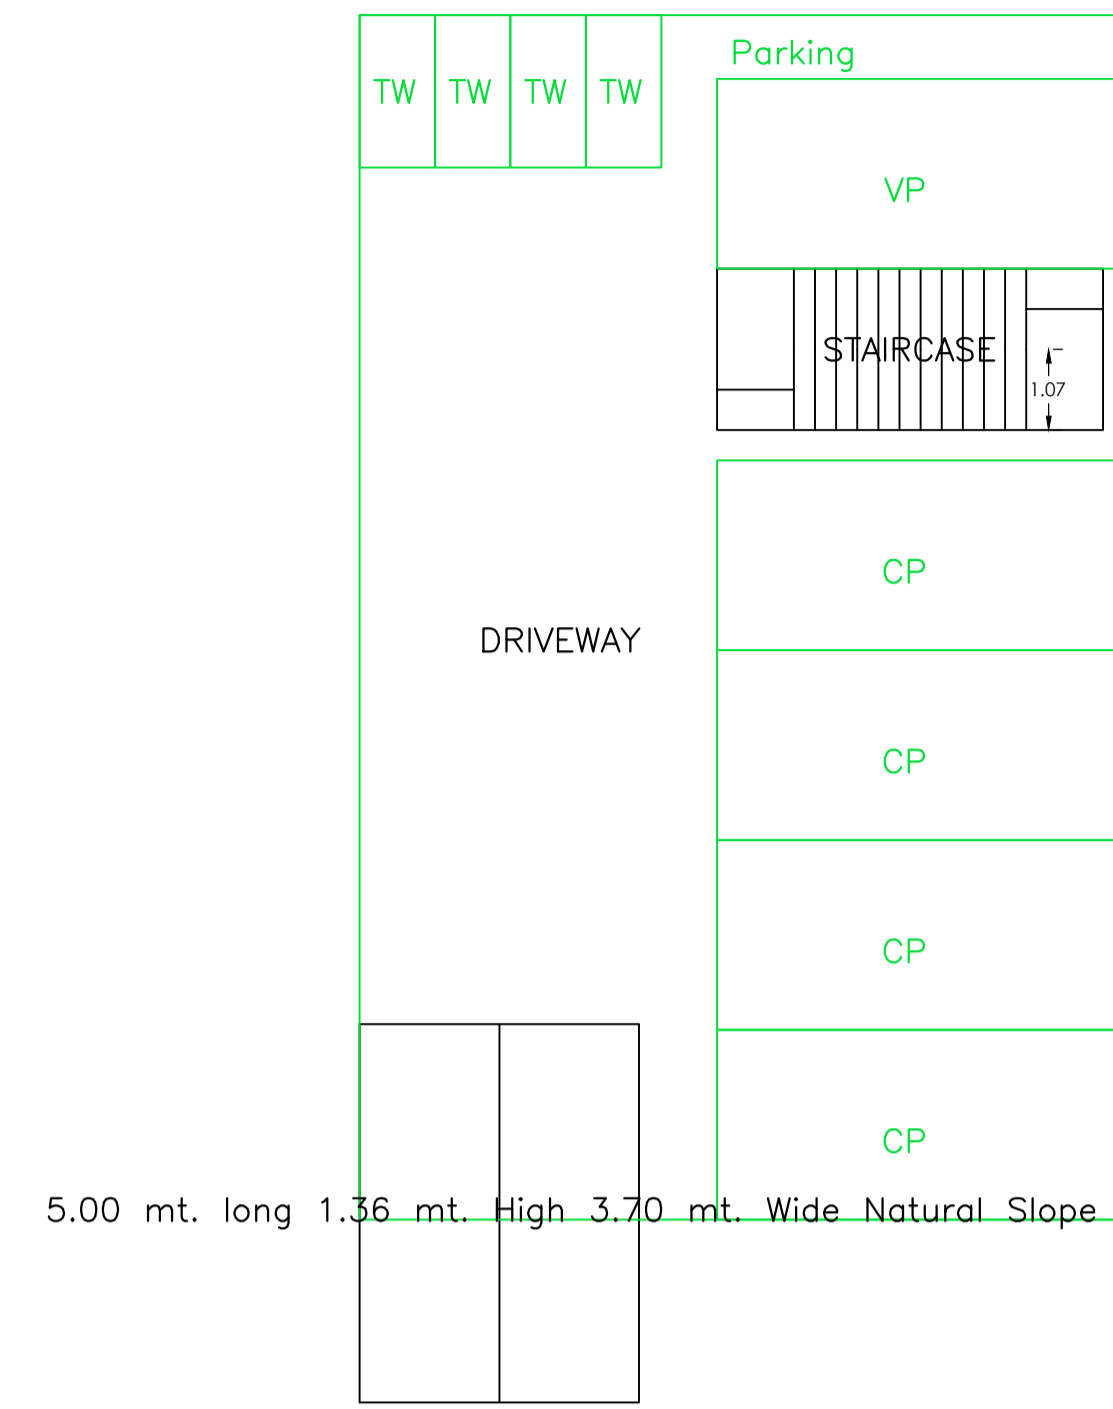 Parking
TW TW TW TW
VP
STAIRCASE
1.07
CP
DRIVEWAY
CP
CP
CP
5.00 mt. long 1.36 mt. High 3.70 mt. Wide Natural Slope